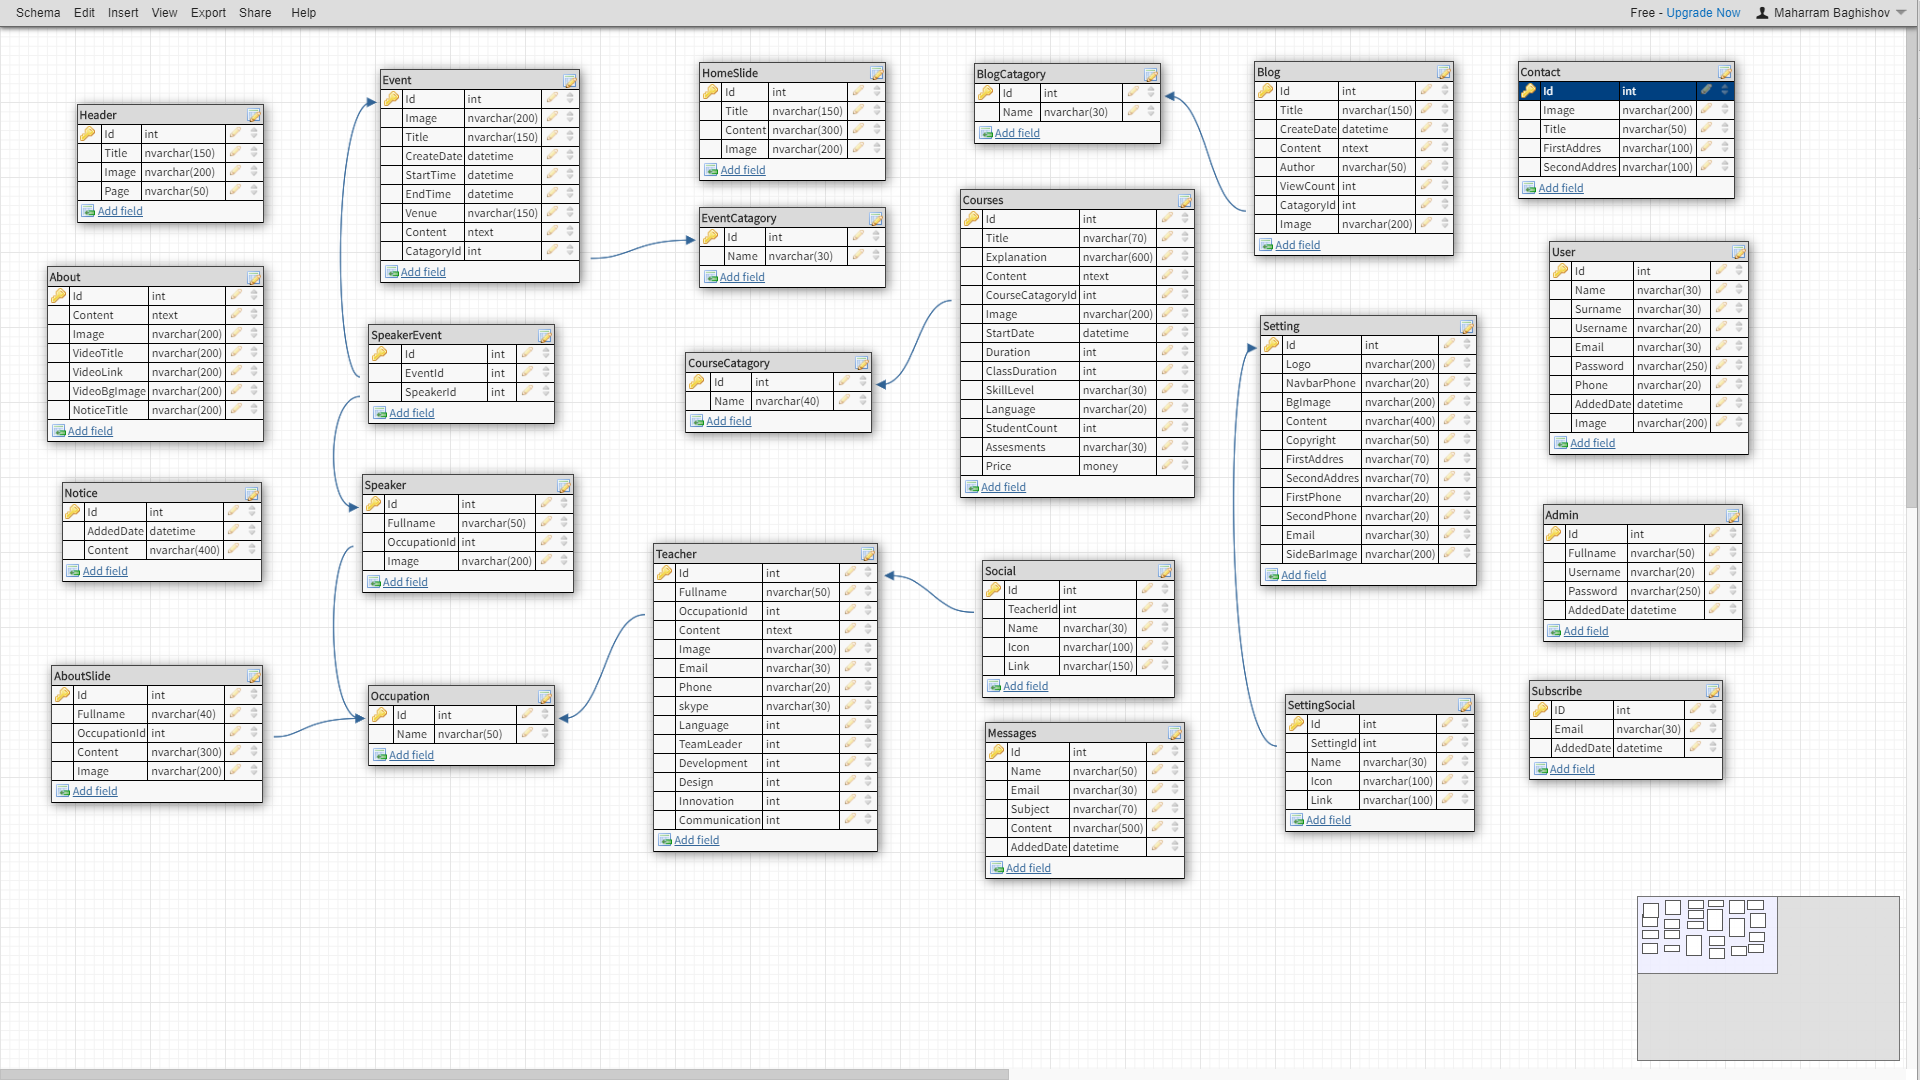 Schema Edit Insert View Export Share Help
Free - Upgrade Now Maharram Baghishov
Header
Id int
Title nvarchar(150)
Image nvarchar(200)
Page nvarchar(50)
Add field
About
Id int
Content ntext
Image nvarchar(200)
VideoTitle nvarchar(200)
VideoLink nvarchar(200)
VideoBgImage nvarchar(200)
NoticeTitle nvarchar(200)
Add field
Notice
Id int
AddedDate datetime
Content nvarchar(400)
Add field
AboutSlide
Id int
Fullname nvarchar(40)
OccupationId int
Content nvarchar(300)
Image nvarchar(200)
Add field
Event
Id int
Image nvarchar(200)
Title nvarchar(150)
CreateDate datetime
StartTime datetime
EndTime datetime
Venue nvarchar(150)
Content ntext
CatagoryId int
Add field
SpeakerEvent
Id int
EventId int
SpeakerId int
Add field
Speaker
Id int
Fullname nvarchar(50)
OccupationId int
Image nvarchar(200)
Add field
Occupation
Id int
Name nvarchar(50)
Add field
HomeSlide
Id int
Title nvarchar(150)
Content nvarchar(300)
Image nvarchar(200)
Add field
EventCatagory
Id int
Name nvarchar(30)
Add field
CourseCatagory
Id int
Name nvarchar(40)
Add field
Teacher
Id int
Fullname nvarchar(50)
OccupationId int
Content ntext
Image nvarchar(200)
Email nvarchar(30)
Phone nvarchar(20)
skype nvarchar(30)
Language int
TeamLeader int
Development int
Design int
Innovation int
Communication int
Add field
BlogCatagory
Id int
Name nvarchar(30)
Add field
Courses
Id int
Title nvarchar(70)
Explanation nvarchar(600)
Content ntext
CourseCatagoryId int
Image nvarchar(200)
StartDate datetime
Duration int
ClassDuration int
SkillLevel nvarchar(30)
Language nvarchar(20)
StudentCount int
Assesments nvarchar(30)
Price money
Add field
Social
Id int
TeacherId int
Name nvarchar(30)
Icon nvarchar(100)
Link nvarchar(150)
Add field
Messages
Id int
Name nvarchar(50)
Email nvarchar(30)
Subject nvarchar(70)
Content nvarchar(500)
AddedDate datetime
Add field
Blog
Id int
Title nvarchar(150)
CreateDate datetime
Content ntext
Author nvarchar(50)
ViewCount int
CatagoryId int
Image nvarchar(200)
Add field
Setting
Id int
Logo nvarchar(200)
NavbarPhone nvarchar(20)
BgImage nvarchar(200)
Content nvarchar(400)
Copyright nvarchar(50)
FirstAddres nvarchar(70)
SecondAddres nvarchar(70)
FirstPhone nvarchar(20)
SecondPhone nvarchar(20)
Email nvarchar(30)
SideBarImage nvarchar(200)
Add field
SettingSocial
Id int
SettingId int
Name nvarchar(30)
Icon nvarchar(100)
Link nvarchar(100)
Add field
Contact
Id int
Image nvarchar(200)
Title nvarchar(50)
FirstAddres nvarchar(100)
SecondAddres nvarchar(100)
Add field
User
Id int
Name nvarchar(30)
Surname nvarchar(30)
Username nvarchar(20)
Email nvarchar(30)
Password nvarchar(250)
Phone nvarchar(20)
AddedDate datetime
Image nvarchar(200)
Add field
Admin
Id int
Fullname nvarchar(50)
Username nvarchar(20)
Password nvarchar(250)
AddedDate datetime
Add field
Subscribe
ID int
Email nvarchar(30)
AddedDate datetime
Add field